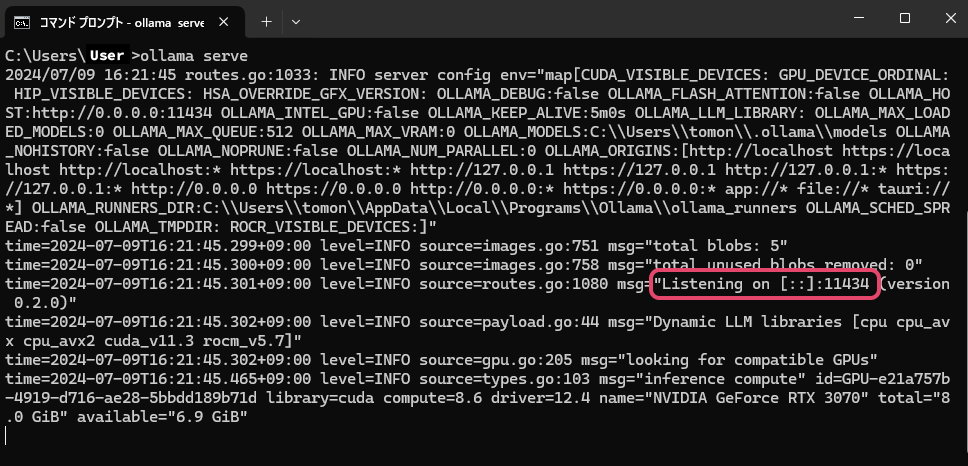 コマンド プロンプト - ollama serve
C:\Users\User>ollama serve
2024/07/09 16:21:45 routes.go:1033: INFO server config env="map[CUDA_VISIBLE_DEVICES: GPU_DEVICE_ORDINAL:
HIP_VISIBLE_DEVICES: HSA_OVERRIDE_GFX_VERSION: OLLAMA_DEBUG:false OLLAMA_FLASH_ATTENTION:false OLLAMA_HO
ST:http://0.0.0.0:11434 OLLAMA_INTEL_GPU:false OLLAMA_KEEP_ALIVE:5m0s OLLAMA_LLM_LIBRARY: OLLAMA_MAX_LOAD
ED_MODELS:0 OLLAMA_MAX_QUEUE:512 OLLAMA_MAX_VRAM:0 OLLAMA_MODELS:C:\\Users\\tomon\\.ollama\\models OLLAMA
_NOHISTORY:false OLLAMA_NOPRUNE:false OLLAMA_NUM_PARALLEL:0 OLLAMA_ORIGINS:[http://localhost https://loca
lhost http://localhost:* https://localhost:* http://127.0.0.1 https://127.0.0.1 http://127.0.0.1:* https:
//127.0.0.1:* http://0.0.0.0 https://0.0.0.0 http://0.0.0.0:* https://0.0.0.0:* app://* file://* tauri://
*] OLLAMA_RUNNERS_DIR:C:\\Users\\tomon\\AppData\\Local\\Programs\\Ollama\\ollama_runners OLLAMA_SCHED_SPR
EAD:false OLLAMA_TMPDIR: ROCR_VISIBLE_DEVICES:]"
time=2024-07-09T16:21:45.299+09:00 level=INFO source=images.go:751 msg="total blobs: 5"
time=2024-07-09T16:21:45.300+09:00 level=INFO source=images.go:758 msg="total unused blobs removed: 0"
time=2024-07-09T16:21:45.301+09:00 level=INFO source=routes.go:1080 msg="Listening on [::]:11434 (version
0.2.0)"
time=2024-07-09T16:21:45.302+09:00 level=INFO source=payload.go:44 msg="Dynamic LLM libraries [cpu cpu_av
x cpu_avx2 cuda_v11.3 rocm_v5.7]"
time=2024-07-09T16:21:45.302+09:00 level=INFO source=gpu.go:205 msg="looking for compatible GPUs"
time=2024-07-09T16:21:45.465+09:00 level=INFO source=types.go:103 msg="inference compute" id=GPU-e21a757b
-4919-d716-ae28-5bbdd189b71d library=cuda compute=8.6 driver=12.4 name="NVIDIA GeForce RTX 3070" total="8
.0 GiB" available="6.9 GiB"